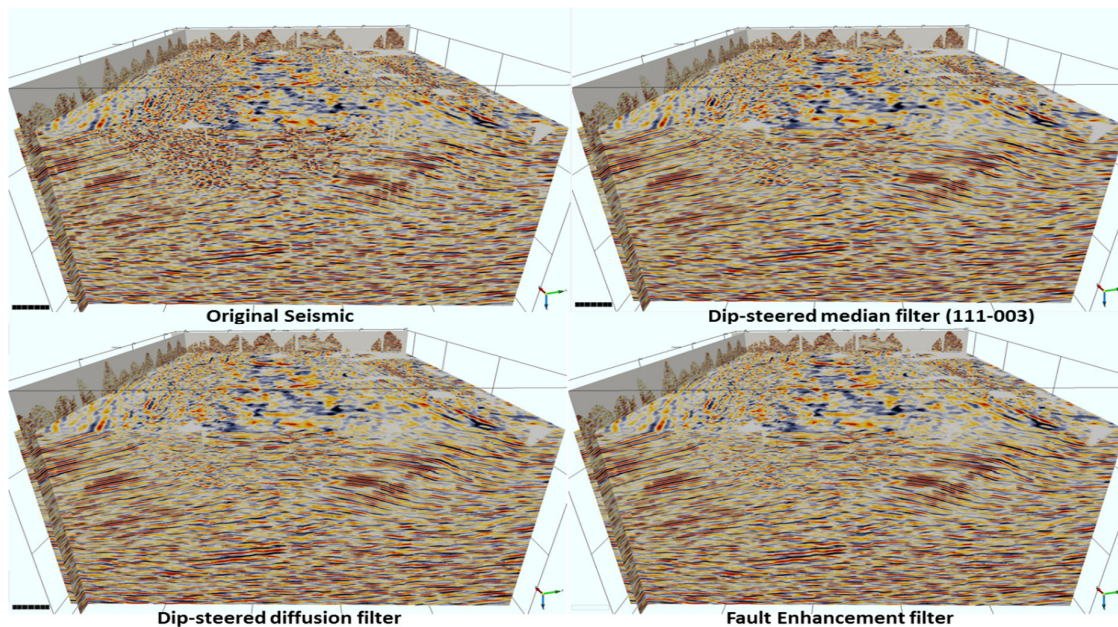 Original Seismic
Dip-steered median filter (111-003)
Dip-steered diffusion filter
Fault Enhancement filter